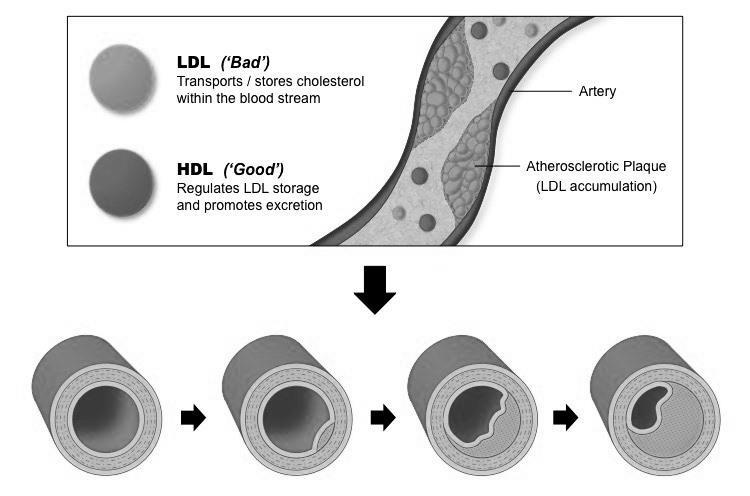 LDL (‘Bad’)
Transports / stores cholesterol
within the blood stream
HDL (‘Good’)
Regulates LDL storage
and promotes excretion
Artery
Atherosclerotic Plaque
(LDL accumulation)